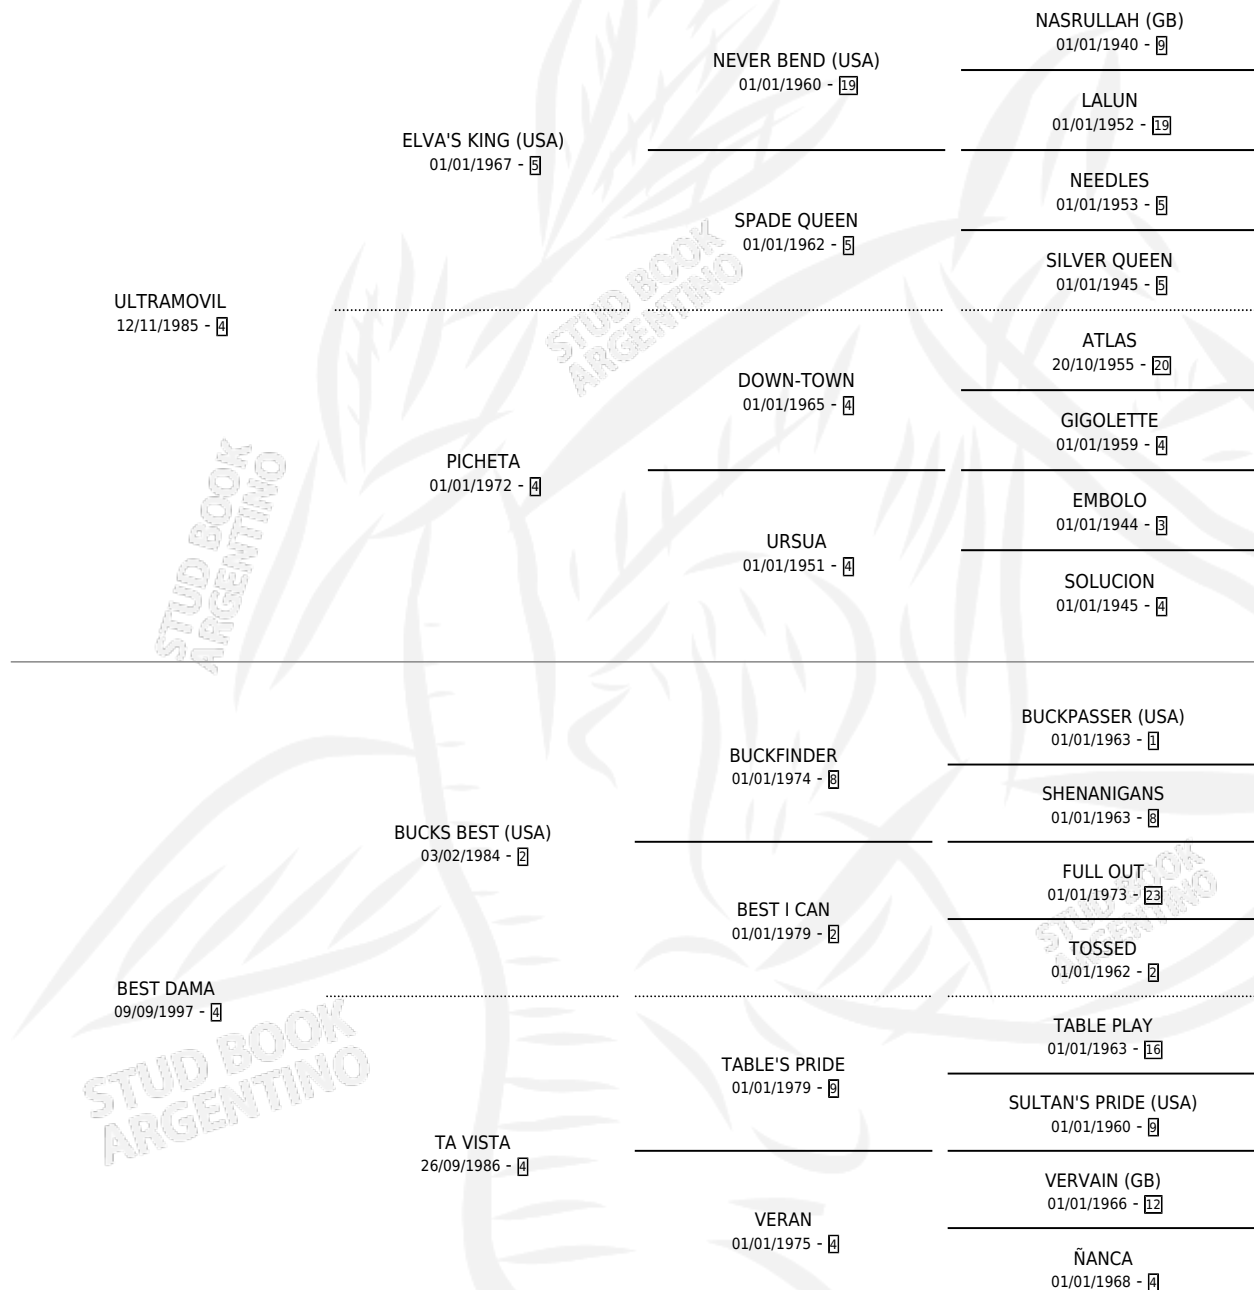 NASRULLAH (GB)
01/01/1940 - 9
NEVER BEND (USA)
01/01/1960 - 19
LALUN
01/01/1952 - 19
ELVA'S KING (USA)
01/01/1967 - 5
NEEDLES
01/01/1953 - 5
SPADE QUEEN
01/01/1962 - 5
SILVER QUEEN
01/01/1945 - 5
ULTRAMOVIL
12/11/1985 - 4
ATLAS
20/10/1955 - 20
DOWN-TOWN
01/01/1965 - 4
GIGOLETTE
01/01/1959 - 4
PICHETA
01/01/1972 - 4
EMBOLO
01/01/1944 - 3
URSUA
01/01/1951 - 4
SOLUCION
01/01/1945 - 4
BUCKPASSER (USA)
01/01/1963 - 1
BUCKFINDER
01/01/1974 - 8
SHENANIGANS
01/01/1963 - 8
BUCKS BEST (USA)
03/02/1984 - 2
FULL OUT
01/01/1973 - 23
BEST I CAN
01/01/1979 - 2
TOSSED
01/01/1962 - 2
BEST DAMA
09/09/1997 - 4
TABLE PLAY
01/01/1963 - 16
TABLE'S PRIDE
01/01/1979 - 9
SULTAN'S PRIDE (USA)
01/01/1960 - 9
TA VISTA
26/09/1986 - 4
VERVAIN (GB)
01/01/1966 - 12
VERAN
01/01/1975 - 4
ÑANCA
01/01/1968 - 4
STUD BOOK
ARGENTINO
STUD BOOK
ARGENTINO
STUD BOOK
ARGENTINO
STUD BOOK
ARGENTINO